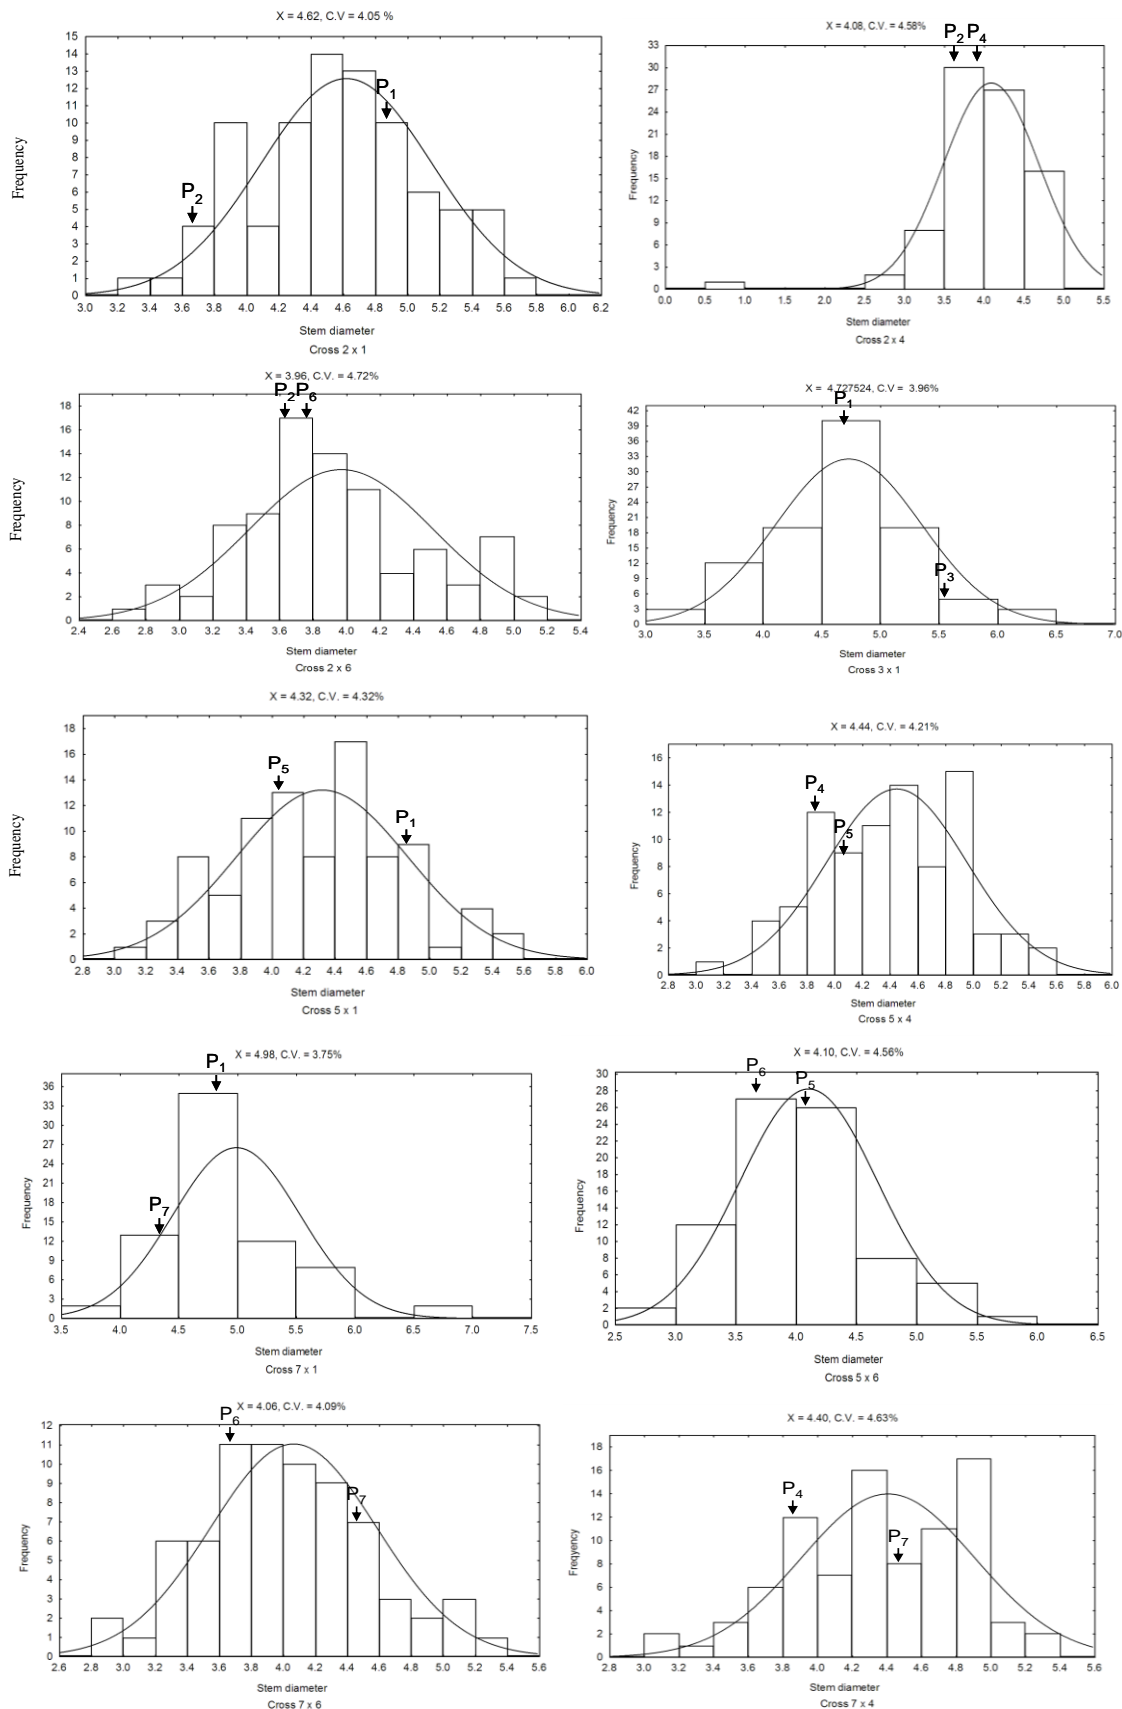 X = 4.62, C.V = 4.05 %
15
14
13
12
11
10
9
8
7
6
5
4
3
2
1
0
Frequency
P2
P1
3.0 3.2 3.4 3.6 3.8 4.0 4.2 4.4 4.6 4.8 5.0 5.2 5.4 5.6 5.8 6.0 6.2
Stem diameter
Cross 2 x 1
X = 4.08, C.V. = 4.58%
P2 P4
33
30
27
24
21
18
15
12
9
6
3
0
Frequency
0.0 0.5 1.0 1.5 2.0 2.5 3.0 3.5 4.0 4.5 5.0 5.5
Stem diameter
Cross 2 x 4
X = 3.96, C.V. = 4.72%
P2 P6
18
16
14
12
10
8
6
4
2
0
Frequency
2.4 2.6 2.8 3.0 3.2 3.4 3.6 3.8 4.0 4.2 4.4 4.6 4.8 5.0 5.2 5.4
Stem diameter
Cross 2 x 6
X = 4.727524, C.V = 3.96%
P1
42
39
36
33
30
27
24
21
18
15
12
9
6
3
0
Frequency
P3
3.0 3.5 4.0 4.5 5.0 5.5 6.0 6.5 7.0
Stem diameter
Cross 3 x 1
X = 4.32, C.V. = 4.32%
18
16
14
12
10
8
6
4
2
0
Frequency
P5
P1
2.8 3.0 3.2 3.4 3.6 3.8 4.0 4.2 4.4 4.6 4.8 5.0 5.2 5.4 5.6 5.8 6.0
Stem diameter
Cross 5 x 1
X = 4.44, C.V. = 4.21%
16
14
12
10
8
6
4
2
0
Frequency
P4
P5
2.8 3.0 3.2 3.4 3.6 3.8 4.0 4.2 4.4 4.6 4.8 5.0 5.2 5.4 5.6 5.8 6.0
Stem diameter
Cross 5 x 4
X = 4.98, C.V. = 3.75%
P1
36
33
30
27
24
21
18
15
12
9
6
3
0
Frequency
P7
3.5 4.0 4.5 5.0 5.5 6.0 6.5 7.0 7.5
Stem diameter
Cross 7 x 1
X = 4.10, C.V. = 4.56%
P6
P5
30
28
26
24
22
20
18
16
14
12
10
8
6
4
2
0
Frequency
2.5 3.0 3.5 4.0 4.5 5.0 5.5 6.0 6.5
Stem diameter
Cross 5 x 6
X = 4.06, C.V. = 4.09%
P6
12
11
10
9
8
7
6
5
4
3
2
1
0
Frequency
P7
2.6 2.8 3.0 3.2 3.4 3.6 3.8 4.0 4.2 4.4 4.6 4.8 5.0 5.2 5.4 5.6
Stem diameter
Cross 7 x 6
X = 4.40, C.V. = 4.63%
18
16
14
12
10
8
6
4
2
0
Freqyency
P4
P7
2.8 3.0 3.2 3.4 3.6 3.8 4.0 4.2 4.4 4.6 4.8 5.0 5.2 5.4 5.6
Stem diameter
Cross 7 x 4